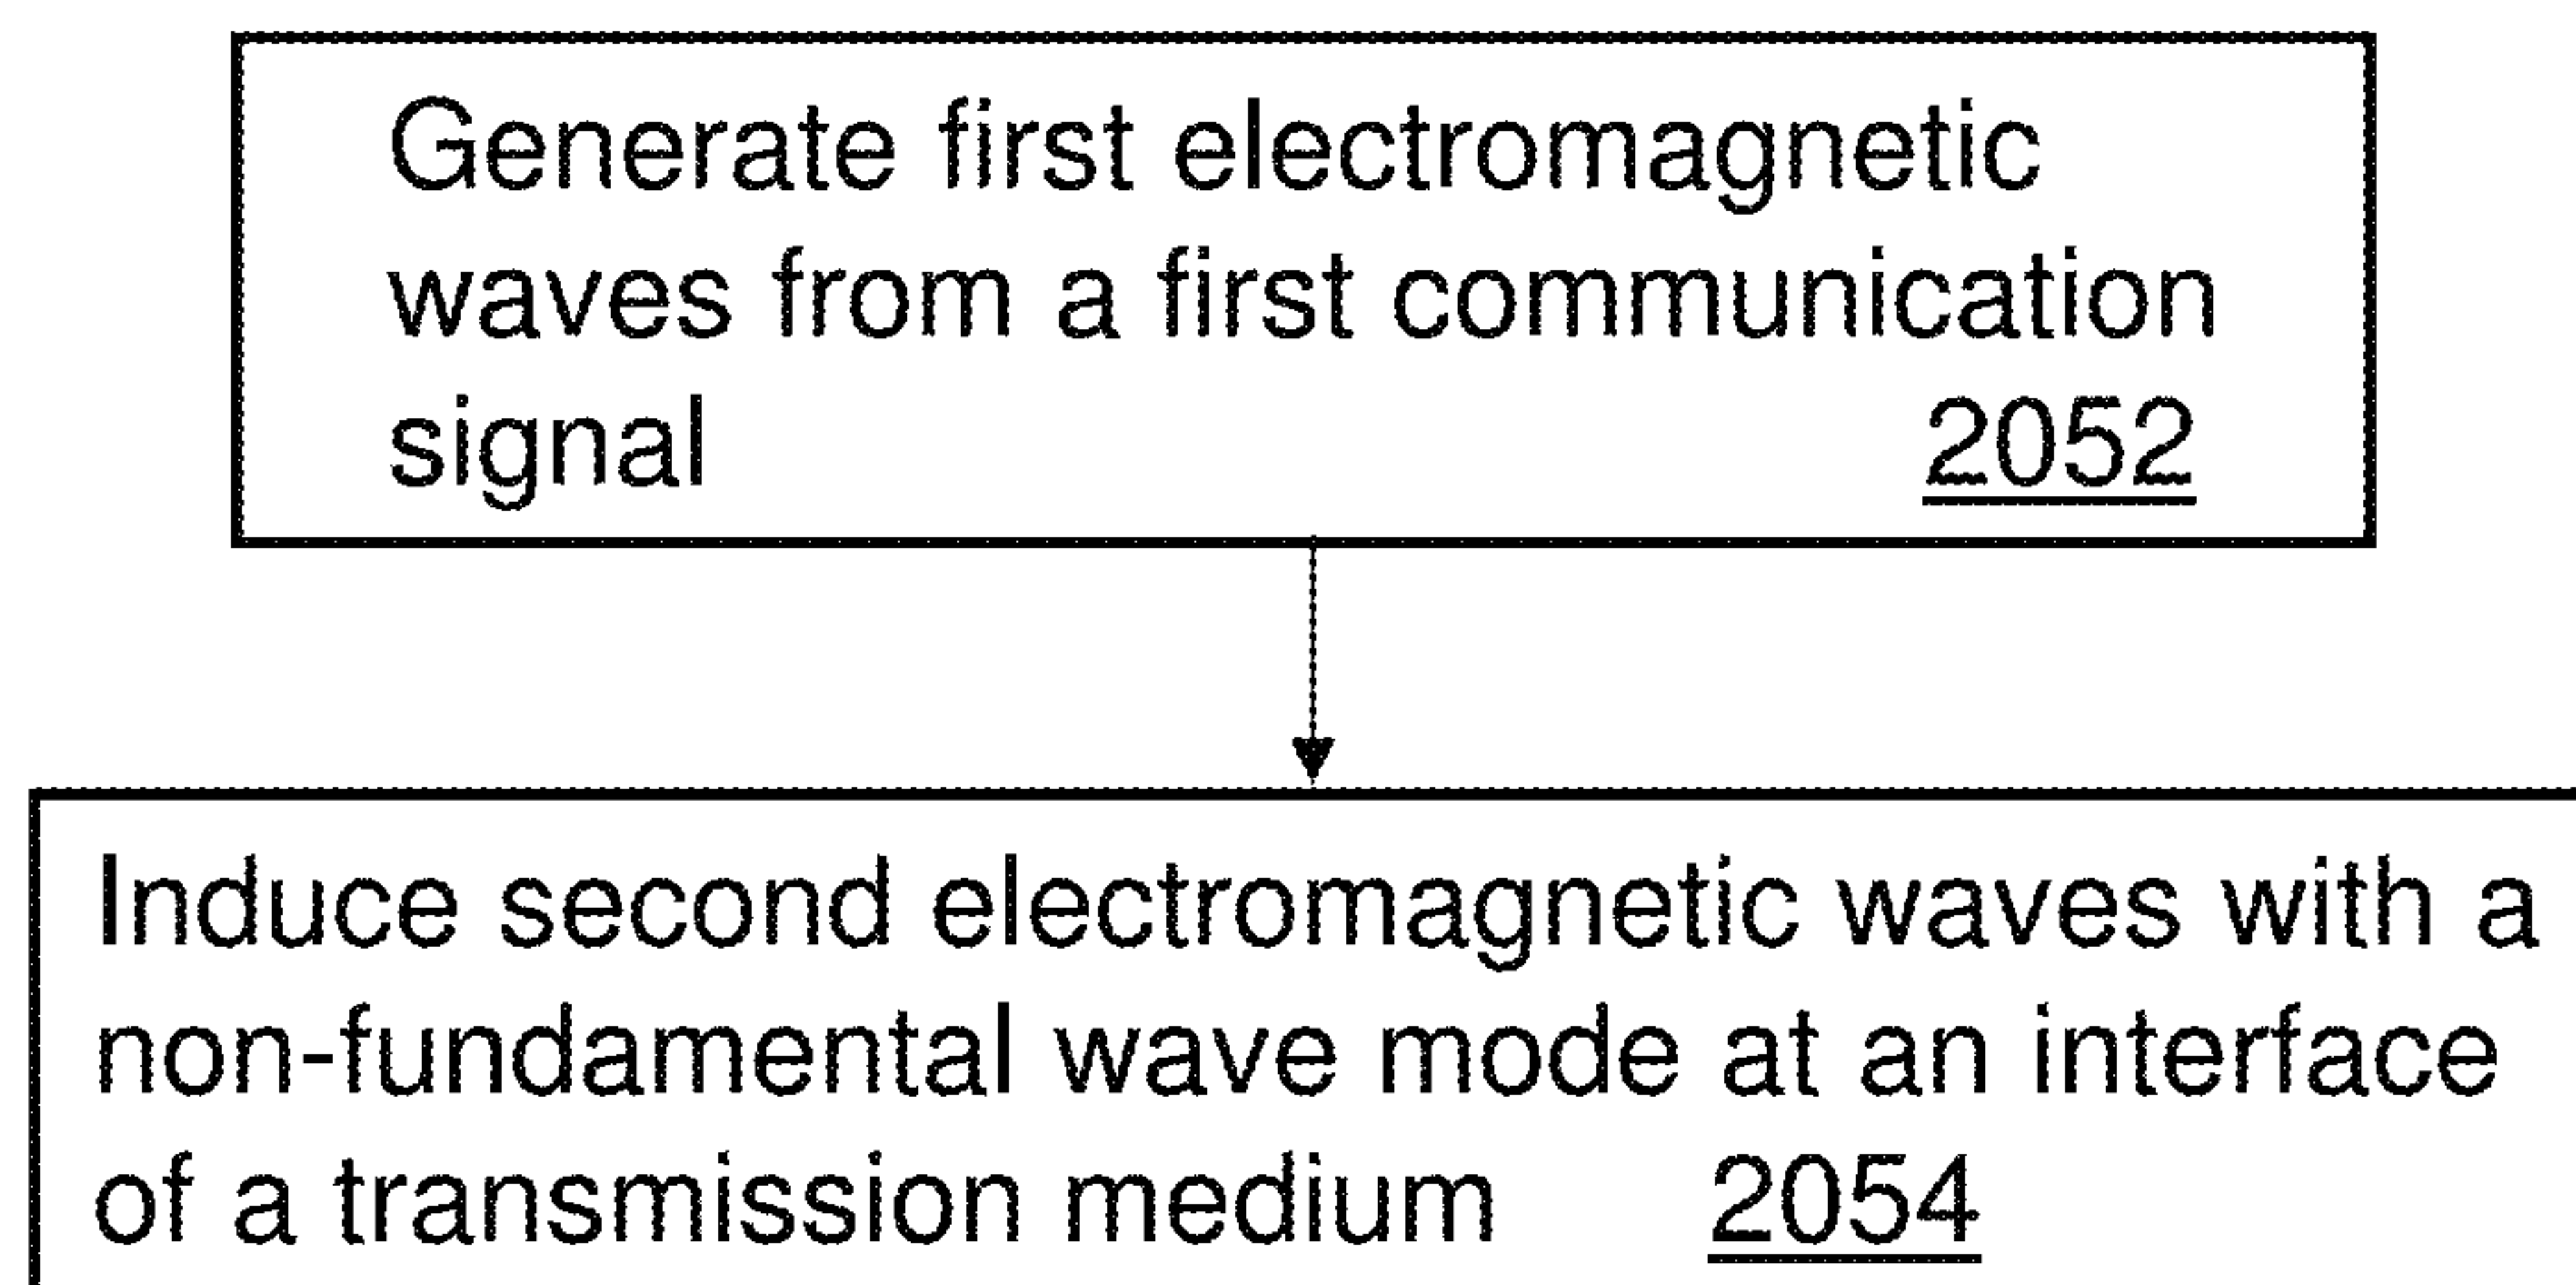 Generate first electromagnetic
waves from a first communication
signal 2052
Induce second electromagnetic waves with a
non-fundamental wave mode at an interface
of a transmission medium 2054